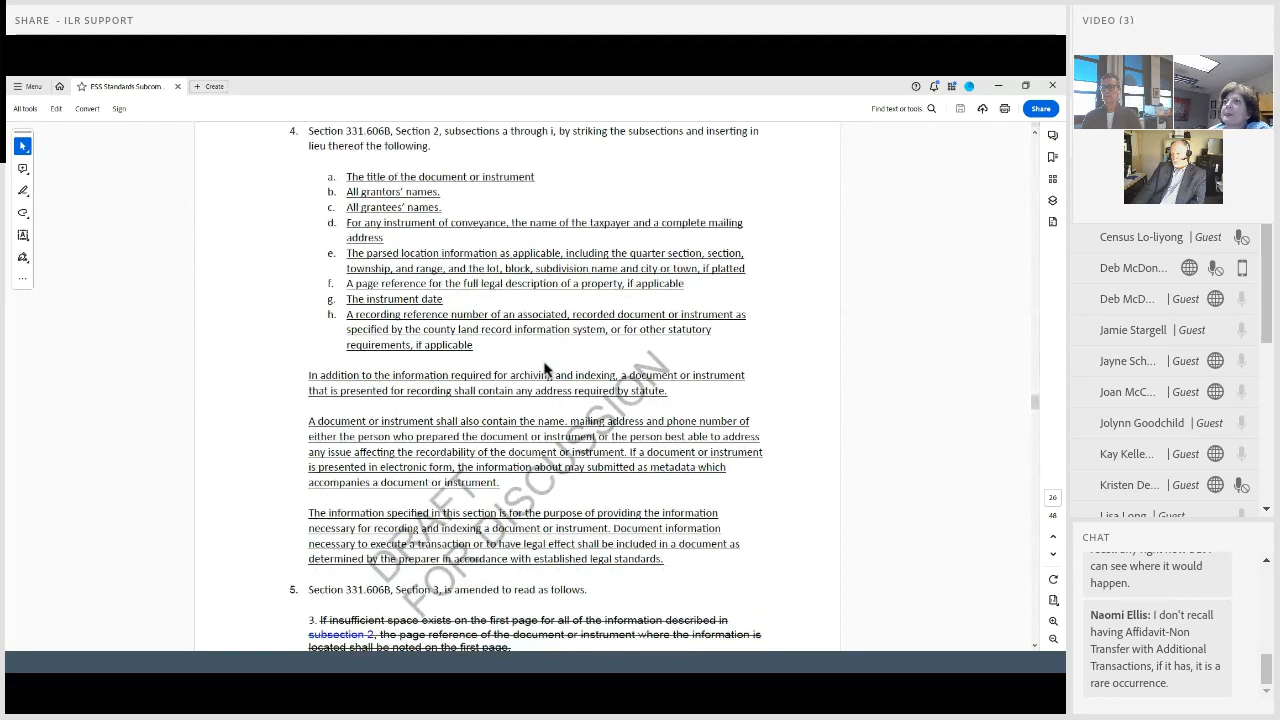 SHARE - ILR SUPPORT
Menu
ESS Standards Subcom...
Create
All tools
Edit
Convert
Sign
Find text or tools
Share
4. Section 331.606B, Section 2, subsections a through i, by striking the subsections and inserting in
lieu thereof the following.
a. The title of the document or instrument
b. All grantors' names.
c. All grantees' names.
d. For any instrument of conveyance, the name of the taxpayer and a complete mailing
address
e. The parsed location information as applicable, including the quarter section, section,
township, and range, and the lot, block, subdivision name and city or town, if platted
f. A page reference for the full legal description of a property, if applicable
g. The instrument date
h. A recording reference number of an associated, recorded document or instrument as
specified by the county land record information system, or for other statutory
requirements, if applicable
In addition to the information required for archiving and indexing, a document or instrument
that is presented for recording shall contain any address required by statute.
A document or instrument shall also contain the name. mailing address and phone number of
either the person who prepared the document or instrument or the person best able to address
any issue affecting the recordability of the document or instrument. If a document or instrument
is presented in electronic form, the information about may submitted as metadata which
accompanies a document or instrument.
The information specified in this section is for the purpose of providing the information
necessary for recording and indexing a document or instrument. Document information
necessary to execute a transaction or to have legal effect shall be included in a document as
determined by the preparer in accordance with established legal standards.
5. Section 331.606B, Section 3, is amended to read as follows.
3. If insufficient space exists on the first page for all of the information described in
subsection 2, the page reference of the document or instrument where the information is
located shall be noted on the first page.
DRAFT
FOR DISCUSSION
26
48
VIDEO (3)
Census Lo-liyong | Guest
Deb McDon...
Deb McD... | Guest
Jamie Stargell | Guest
Jayne Sch... | Guest
Joan McC... | Guest
Jolynn Goodchild | Guest
Kay Kelle... | Guest
Kristen De... | Guest
Lisa Long | Guest
CHAT
can see where it would
happen.
Naomi Ellis: I don't recall
having Affidavit-Non
Transfer with Additional
Transactions, if it has, it is a
rare occurrence.